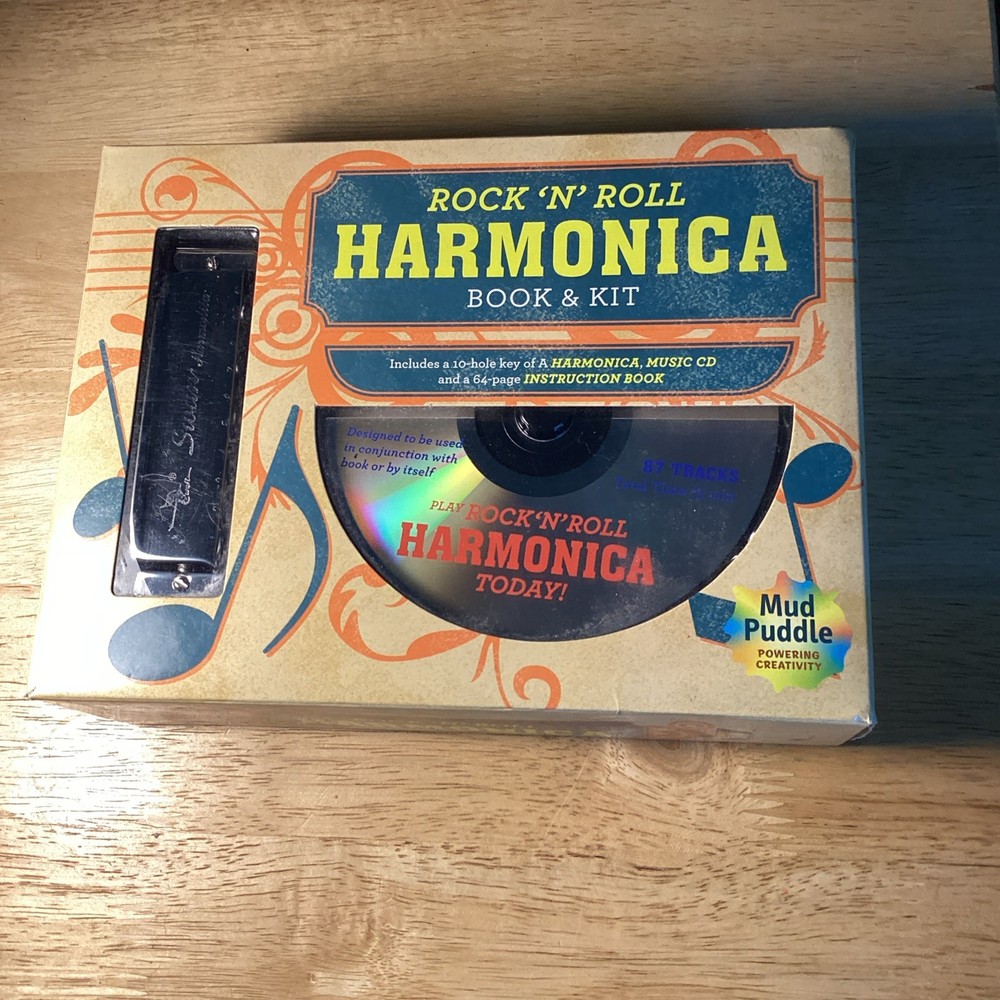 ROCK ‘N’ ROLL
HARMONICA
BOOK & KIT
Includes a 10-hole key of A HARMONICA, MUSIC CD
and a 64-page INSTRUCTION BOOK
Designed to be used
in conjunction with
book or by itself
87 TRACKS
PLAY ROCK‘N’ROLL
HARMONICA
TODAY!
Mud
Puddle
POWERING
CREATIVITY